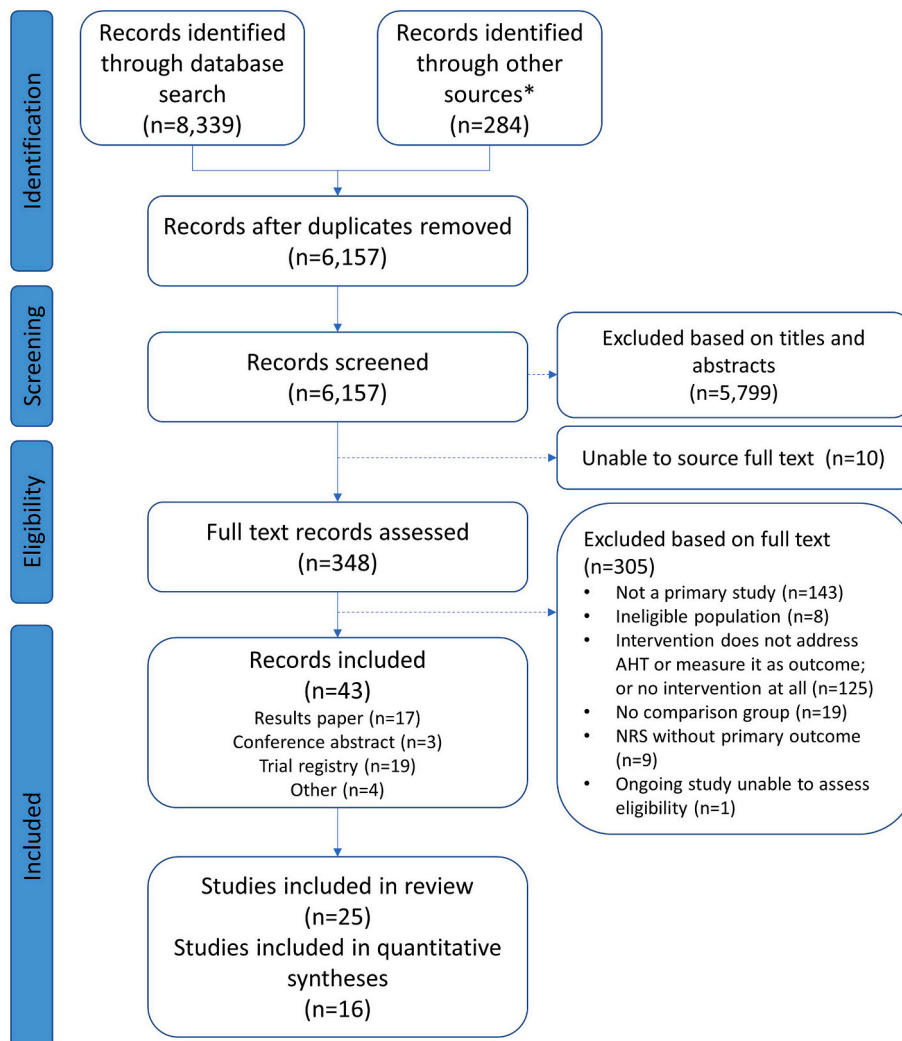 Identification
Records identified
through database
search
(n=8,339)
Records identified
through other
sources*
(n=284)
Records after duplicates removed
(n=6,157)
Screening
Records screened
(n=6,157)
Excluded based on titles and
abstracts
(n=5,799)
Eligibility
Unable to source full text (n=10)
Full text records assessed
(n=348)
Excluded based on full text
(n=305)
• Not a primary study (n=143)
• Ineligible population (n=8)
• Intervention does not address
AHT or measure it as outcome;
or no intervention at all (n=125)
• No comparison group (n=19)
• NRS without primary outcome
(n=9)
• Ongoing study unable to assess
eligibility (n=1)
Included
Records included
(n=43)
Results paper (n=17)
Conference abstract (n=3)
Trial registry (n=19)
Other (n=4)
Studies included in review
(n=25)
Studies included in quantitative
syntheses
(n=16)